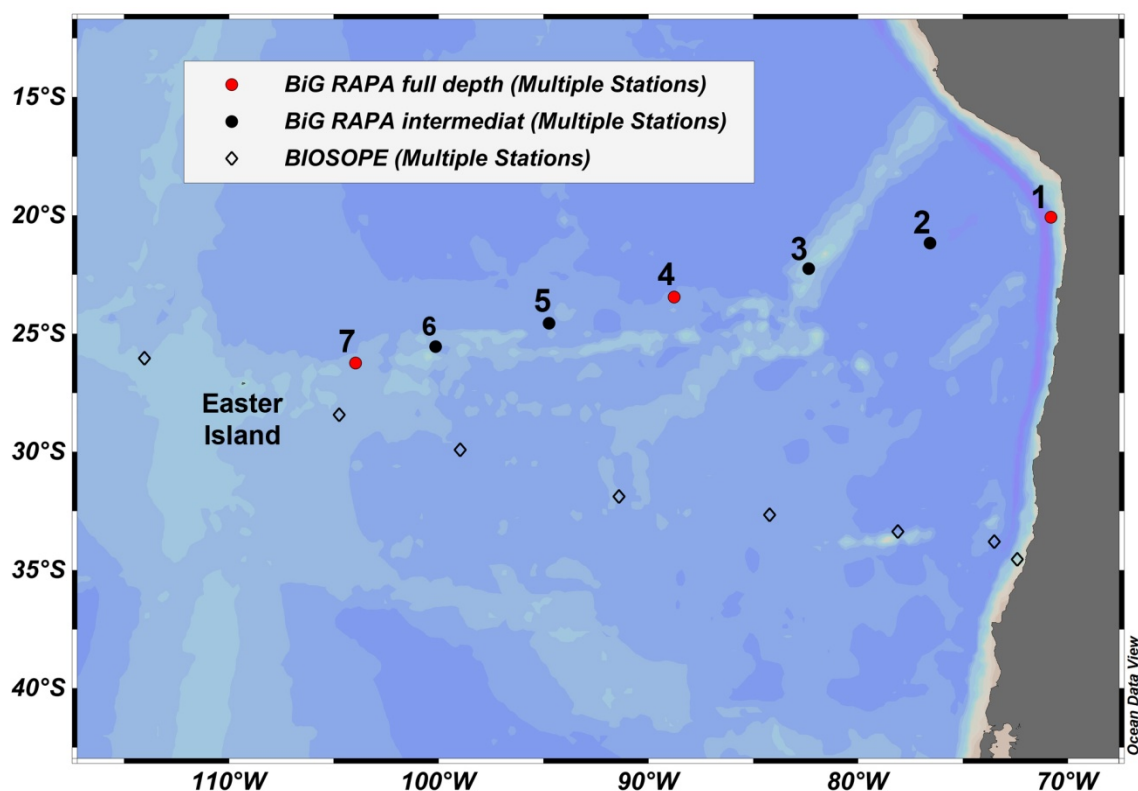 BiG RAPA full depth (Multiple Stations)
BiG RAPA intermediat (Multiple Stations)
BIOSOPE (Multiple Stations)
15°S
20°S
25°S
30°S
35°S
40°S
1
2
3
4
5
6
7
Easter
Island
110°W 100°W 90°W 80°W 70°W
Ocean Data View